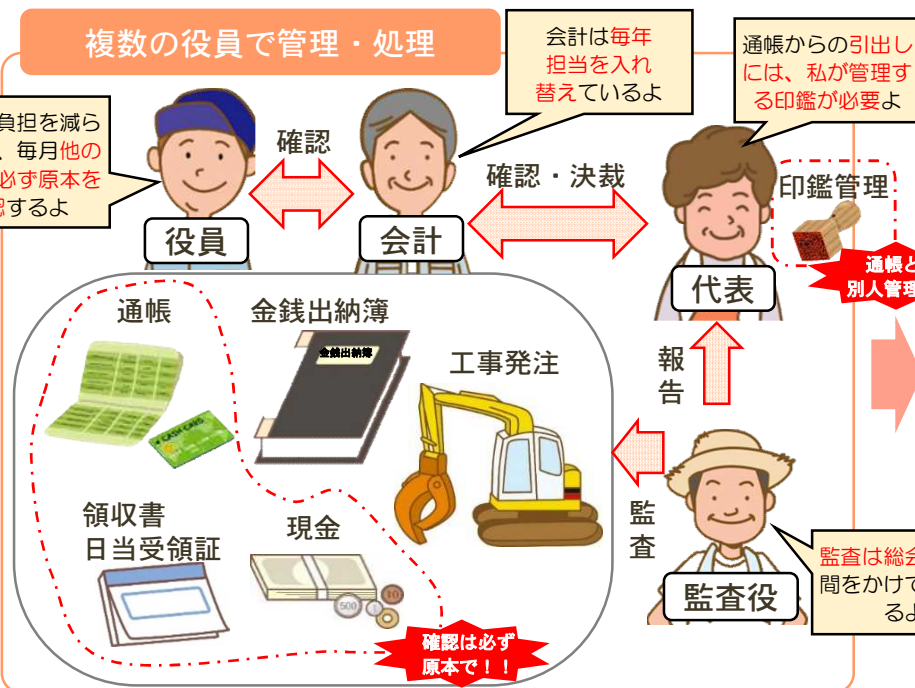 複数の役員で管理・処理
会計は毎年
担当を入れ
替えているよ
通帳からの引出し
には、私が管理す
る印鑑が必要よ
負担を減ら
、毎月他の
必ず原本を
認するよ
確認
確認・決裁
印鑑管理
役員
会計
代表
通帳と
別人管理
通帳
金銭出納簿
金銭出納簿
工事発注
CASH CARD
報
告
領収書
日当受領証
現金
500
1
10
監
査
監査役
監査は総会
間をかけて
るよ
確認は必ず
原本で!!